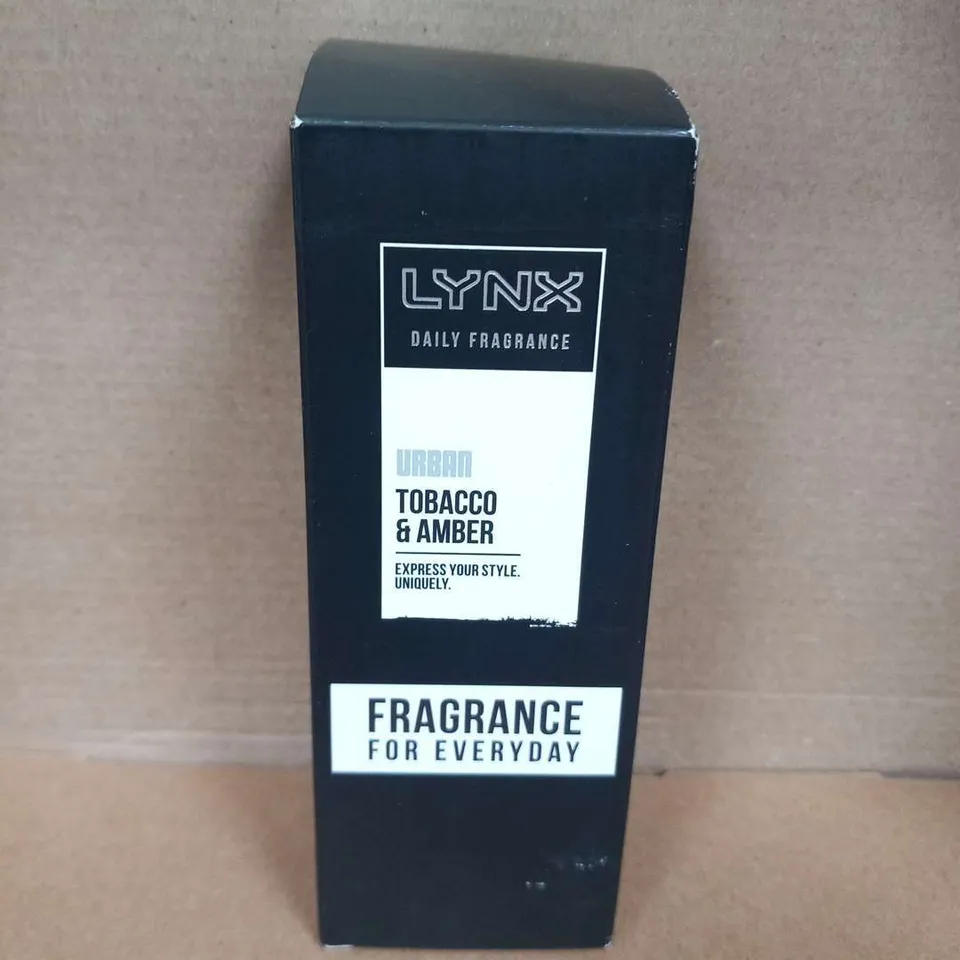 LYNX
DAILY FRAGRANCE
URBAN
TOBACCO
& AMBER
EXPRESS YOUR STYLE.
UNIQUELY.
FRAGRANCE
FOR EVERYDAY